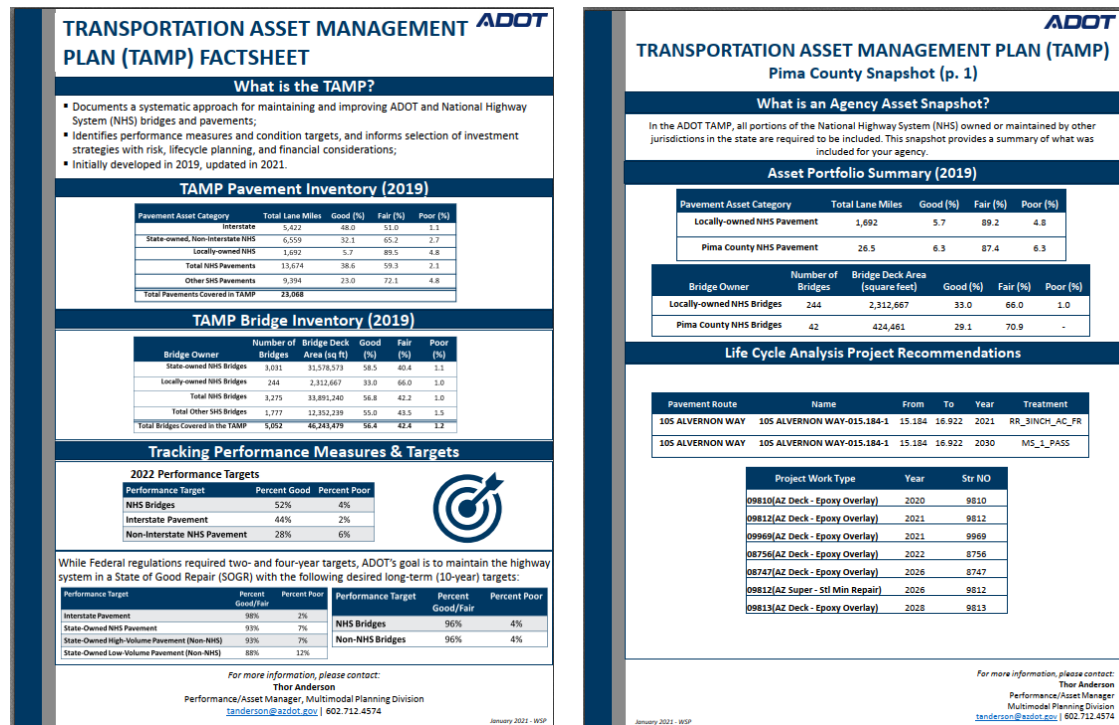 ADOT
TRANSPORTATION ASSET MANAGEMENT
PLAN (TAMP) FACTSHEET
What is the TAMP?
▪ Documents a systematic approach for maintaining and improving ADOT and National Highway
System (NHS) bridges and pavements;
▪ Identifies performance measures and condition targets, and informs selection of investment
strategies with risk, lifecycle planning, and financial considerations;
▪ Initially developed in 2019, updated in 2021.
TAMP Pavement Inventory (2019)
Pavement Asset Category Total Lane Miles Good (%) Fair (%) Poor (%)
Interstate 5,422 48.0 51.0 1.1
State-owned, Non-Interstate NHS 6,559 32.1 65.2 2.7
Locally-owned NHS 1,692 5.7 89.5 4.8
Total NHS Pavements 13,674 38.6 59.3 2.1
Other SHS Pavements 9,394 23.0 72.1 4.8
Total Pavements Covered in TAMP 23,068
TAMP Bridge Inventory (2019)
Number of Bridge Deck Good Fair Poor
Bridge Owner Bridges Area (sq ft) (%) (%) (%)
State-owned NHS Bridges 3,031 31,578,573 58.5 40.4 1.1
Locally-owned NHS Bridges 244 2,312,667 33.0 66.0 1.0
Total NHS Bridges 3,275 33,891,240 56.8 42.2 1.0
Total Other SHS Bridges 1,777 12,352,239 55.0 43.5 1.5
Total Bridges Covered in the TAMP 5,052 46,243,479 56.4 42.4 1.2
Tracking Performance Measures & Targets
2022 Performance Targets
Performance Target Percent Good Percent Poor
NHS Bridges 52% 4%
Interstate Pavement 44% 2%
Non-Interstate NHS Pavement 28% 6%
While Federal regulations required two- and four-year targets, ADOT's goal is to maintain the highway
system in a State of Good Repair (SOGR) with the following desired long-term (10-year) targets:
Performance Target Percent Good/Fair Percent Poor
Interstate Pavement 98% 2%
State-Owned NHS Pavement 93% 7%
State-Owned High-Volume Pavement (Non-NHS) 93% 7%
State-Owned Low-Volume Pavement (Non-NHS) 88% 12%
Performance Target Percent Good/Fair Percent Poor
NHS Bridges 96% 4%
Non-NHS Bridges 96% 4%
For more information, please contact:
Thor Anderson
Performance/Asset Manager, Multimodal Planning Division
tanderson@azdot.gov | 602.712.4574
January 2021 - WSP
ADOT
TRANSPORTATION ASSET MANAGEMENT PLAN (TAMP)
Pima County Snapshot (p. 1)
What is an Agency Asset Snapshot?
In the ADOT TAMP, all portions of the National Highway System (NHS) owned or maintained by other
jurisdictions in the state are required to be included. This snapshot provides a summary of what was
included for your agency.
Asset Portfolio Summary (2019)
Pavement Asset Category Total Lane Miles Good (%) Fair (%) Poor (%)
Locally-owned NHS Pavement 1,692 5.7 89.2 4.8
Pima County NHS Pavement 26.5 6.3 87.4 6.3
Number of Bridge Deck Area
Bridge Owner Bridges (square feet) Good (%) Fair (%) Poor (%)
Locally-owned NHS Bridges 244 2,312,667 33.0 66.0 1.0
Pima County NHS Bridges 42 424,461 29.1 70.9 -
Life Cycle Analysis Project Recommendations
Pavement Route Name From To Year Treatment
105 ALVERNON WAY 105 ALVERNON WAY-015.184-1 15.184 16.922 2021 RR_3INCH_AC_FR
105 ALVERNON WAY 105 ALVERNON WAY-015.184-1 15.184 16.922 2030 MS_1_PASS
Project Work Type Year Str NO
09810(AZ Deck - Epoxy Overlay) 2020 9810
09812(AZ Deck - Epoxy Overlay) 2021 9812
09969(AZ Deck - Epoxy Overlay) 2021 9969
08756(AZ Deck - Epoxy Overlay) 2022 8756
08747(AZ Deck - Epoxy Overlay) 2026 8747
09812(AZ Super - Stl Min Repair) 2026 9812
09813(AZ Deck - Epoxy Overlay) 2028 9813
For more information, please contact:
Thor Anderson
Performance/Asset Manager
Multimodal Planning Division
tanderson@azdot.gov | 602.712.4574
January 2021 - WSP